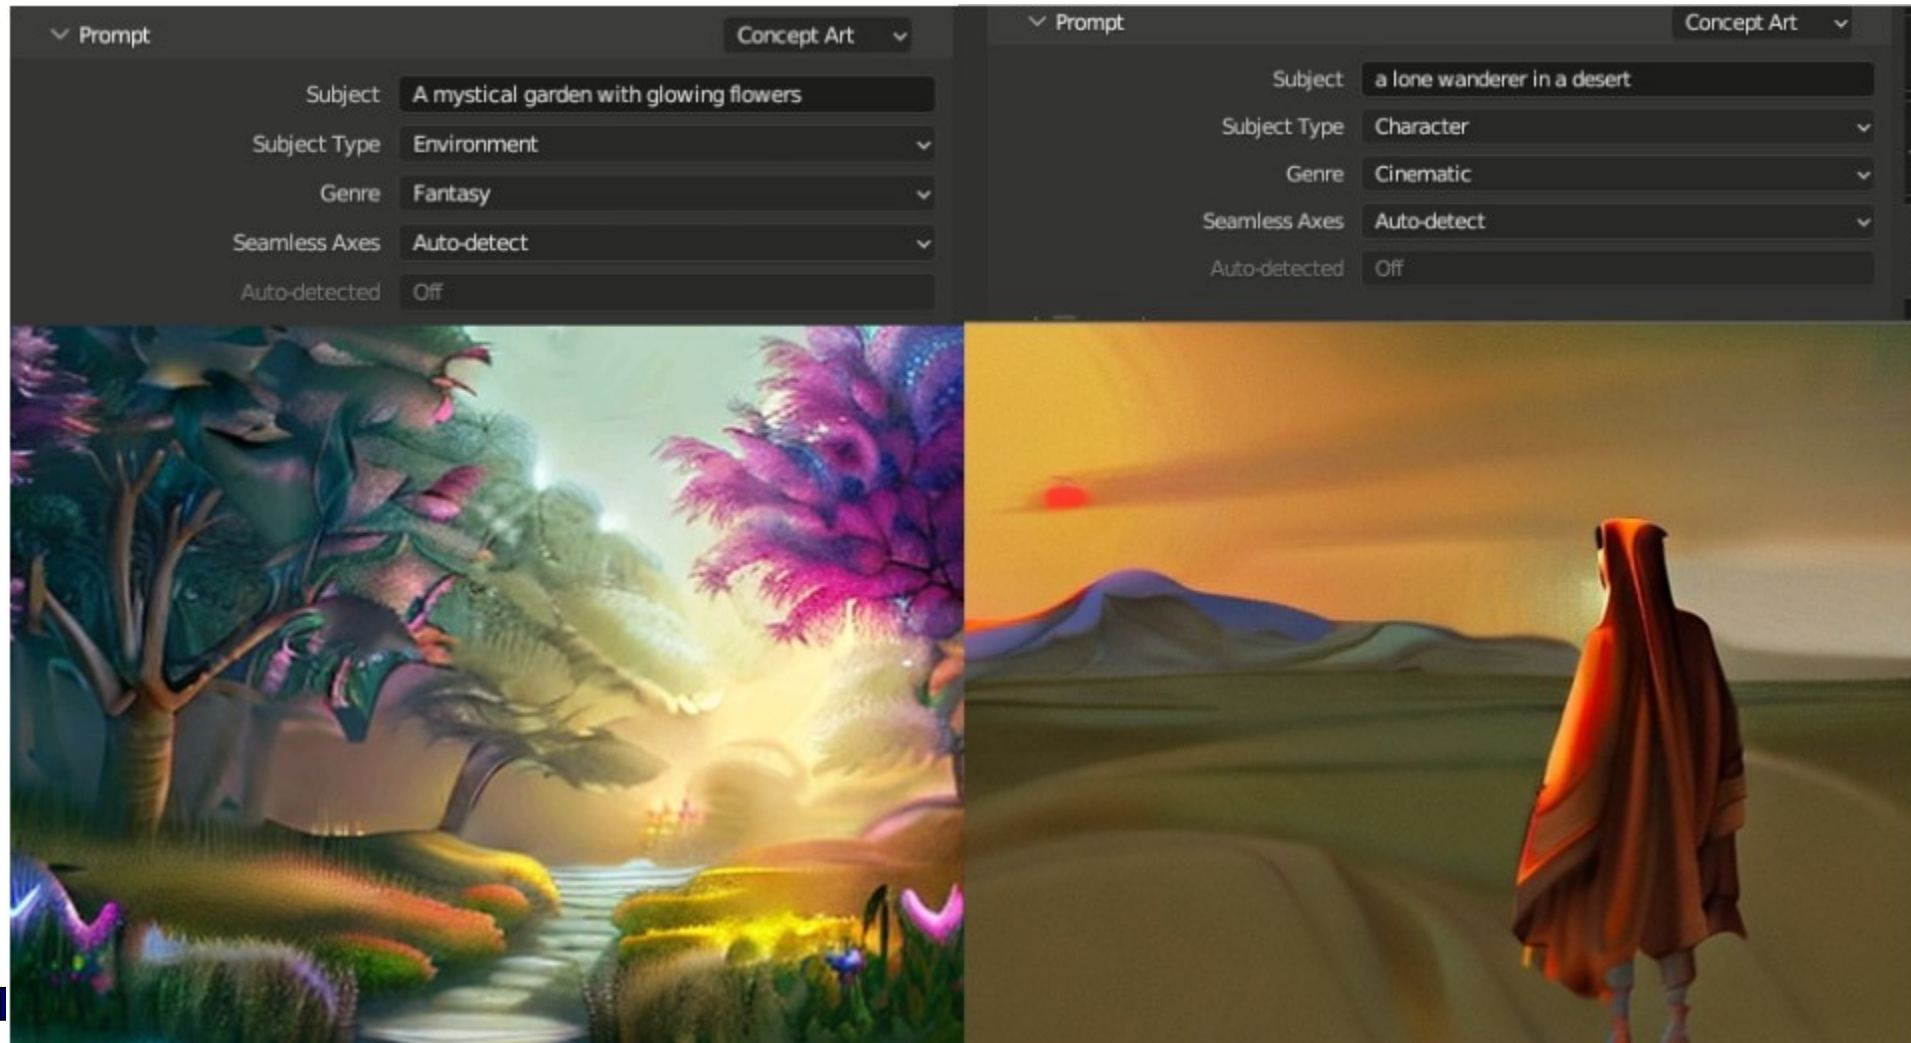 Prompt
Concept Art
Subject
A mystical garden with glowing flowers
Subject Type
Environment
Genre
Fantasy
Seamless Axes
Auto-detect
Auto-detected
Off
Prompt
Concept Art
Subject
a lone wanderer in a desert
Subject Type
Character
Genre
Cinematic
Seamless Axes
Auto-detect
Auto-detected
Off